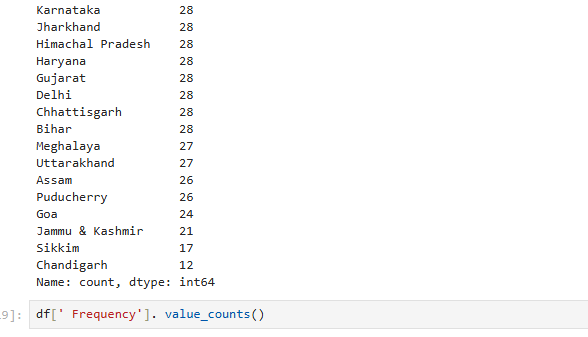 Karnataka 28
Jharkhand 28
Himachal Pradesh 28
Haryana 28
Gujarat 28
Delhi 28
Chhattisgarh 28
Bihar 28
Meghalaya 27
Uttarakhand 27
Assam 26
Puducherry 26
Goa 24
Jammu & Kashmir 21
Sikkim 17
Chandigarh 12
Name: count, dtype: int64
9]: df[' Frequency']. value_counts()